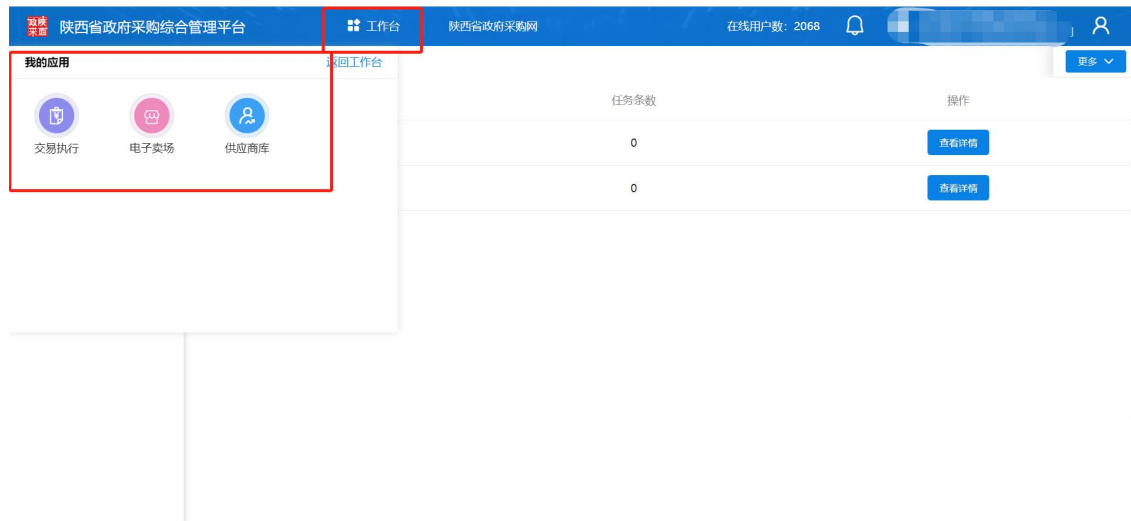 政陕
采西
陕西省政府采购综合管理平台
工作台
陕西省政府采购网
在线用户数：2068
我的应用
返回工作台
更多
任务条数
操作
交易执行
电子卖场
供应商库
0
查看详情
0
查看详情